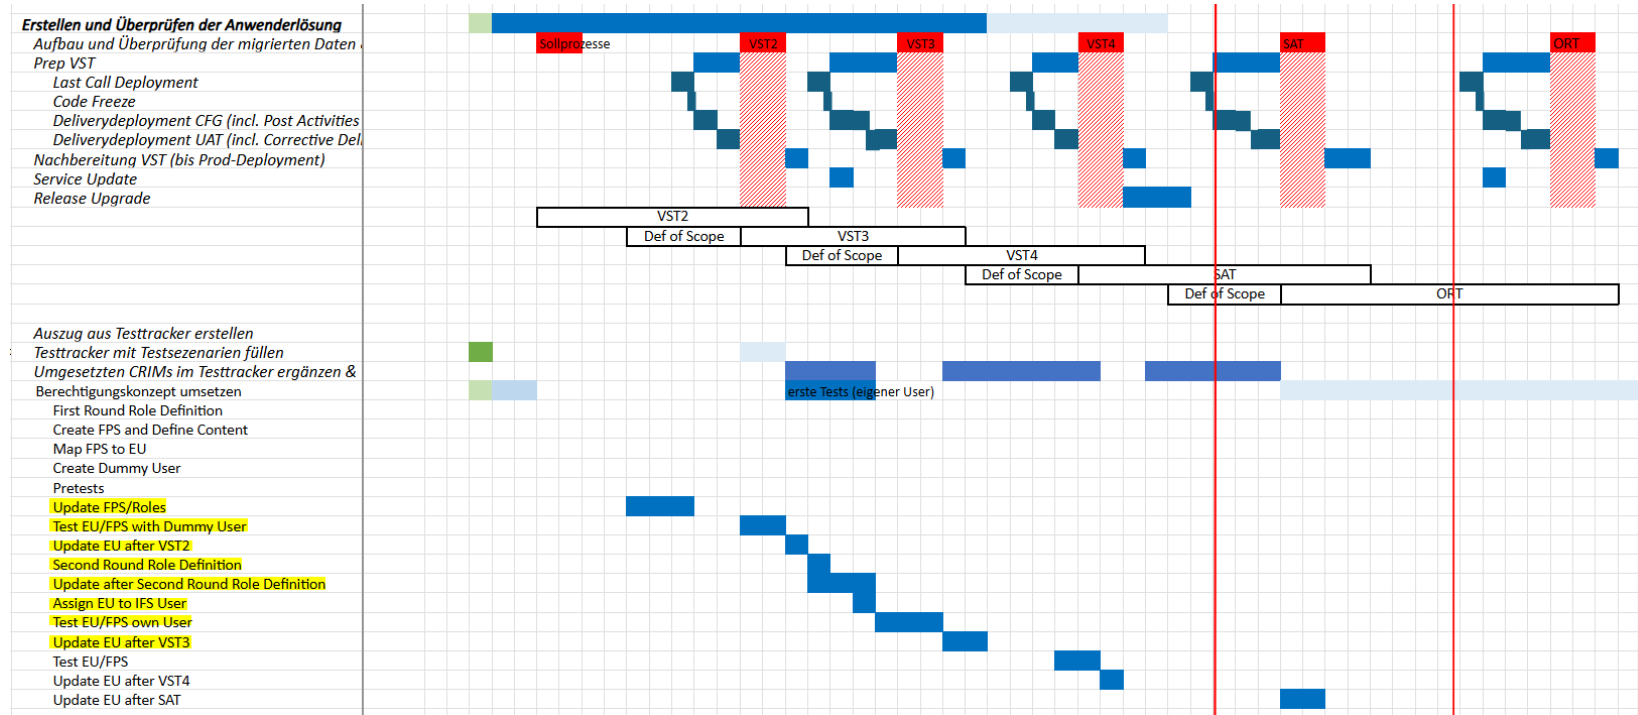 Erstellen und Überprüfen der Anwenderlösung
Aufbau und Überprüfung der migrierten Daten
Sollprozesse VST2 VST3 VST4 SAT ORT
Prep VST
Last Call Deployment
Code Freeze
Deliverydeployment CFG (incl. Post Activities
Deliverydeployment UAT (incl. Corrective Del
Nachbereitung VST (bis Prod-Deployment)
Service Update
Release Upgrade
VST2
Def of Scope VST3
Def of Scope VST4
Def of Scope SAT
Def of Scope ORT
Auszug aus Testtracker erstellen
Testtracker mit Testsezenarien füllen
Umgesetzten CRIMs im Testtracker ergänzen &
Berechtigungskonzept umsetzen erste Tests (eigener User)
First Round Role Definition
Create FPS and Define Content
Map FPS to EU
Create Dummy User
Pretests
Update FPS/Roles
Test EU/FPS with Dummy User
Update EU after VST2
Second Round Role Definition
Update after Second Round Role Definition
Assign EU to IFS User
Test EU/FPS own User
Update EU after VST3
Test EU/FPS
Update EU after VST4
Update EU after SAT